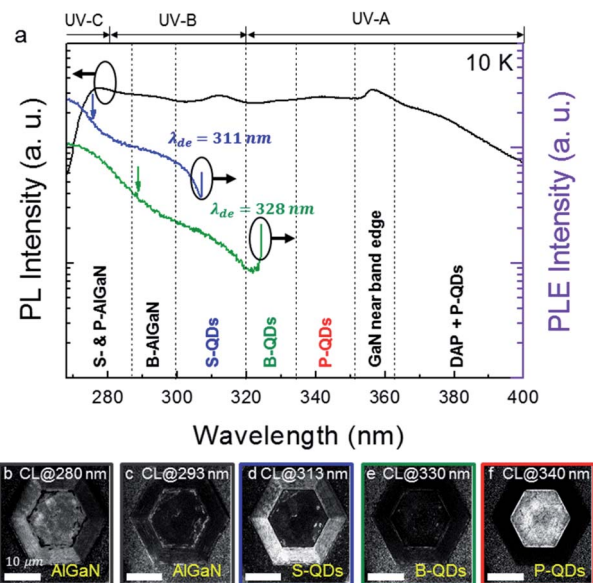 UV-C UV-B UV-A
a
10 K
λde = 311 nm
λde = 328 nm
PL Intensity (a. u.)
PLE Intensity (a. u.)
S- & P-AlGaN
B-AlGaN
S-QDs
B-QDs
P-QDs
GaN near band edge
DAP + P-QDs
280 300 320 340 360 380 400
Wavelength (nm)
b CL@280 nm
10 μm
AlGaN
c CL@293 nm
AlGaN
d CL@313 nm
S-QDs
e CL@330 nm
B-QDs
f CL@340 nm
P-QDs